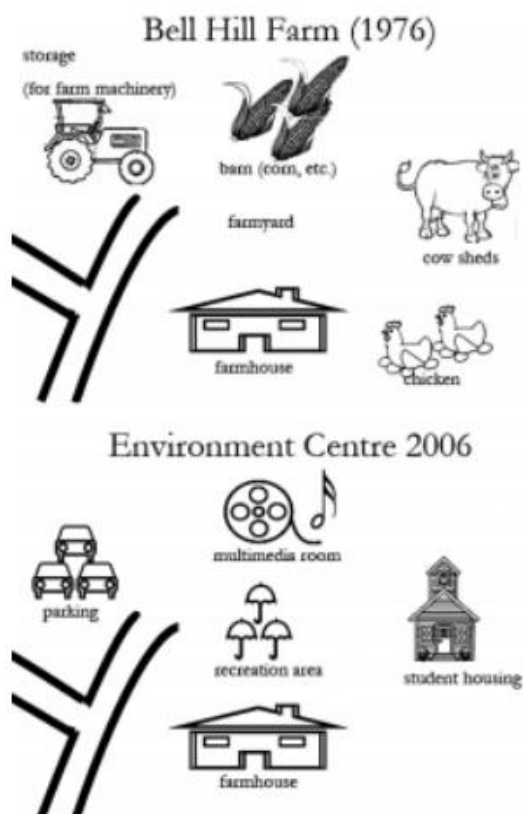 Bell Hill Farm (1976)
storage
(for farm machinery)
barn (corn, etc.)
farmyard
cow sheds
farmhouse
chicken
Environment Centre 2006
multimedia room
parking
recreation area
student housing
farmhouse